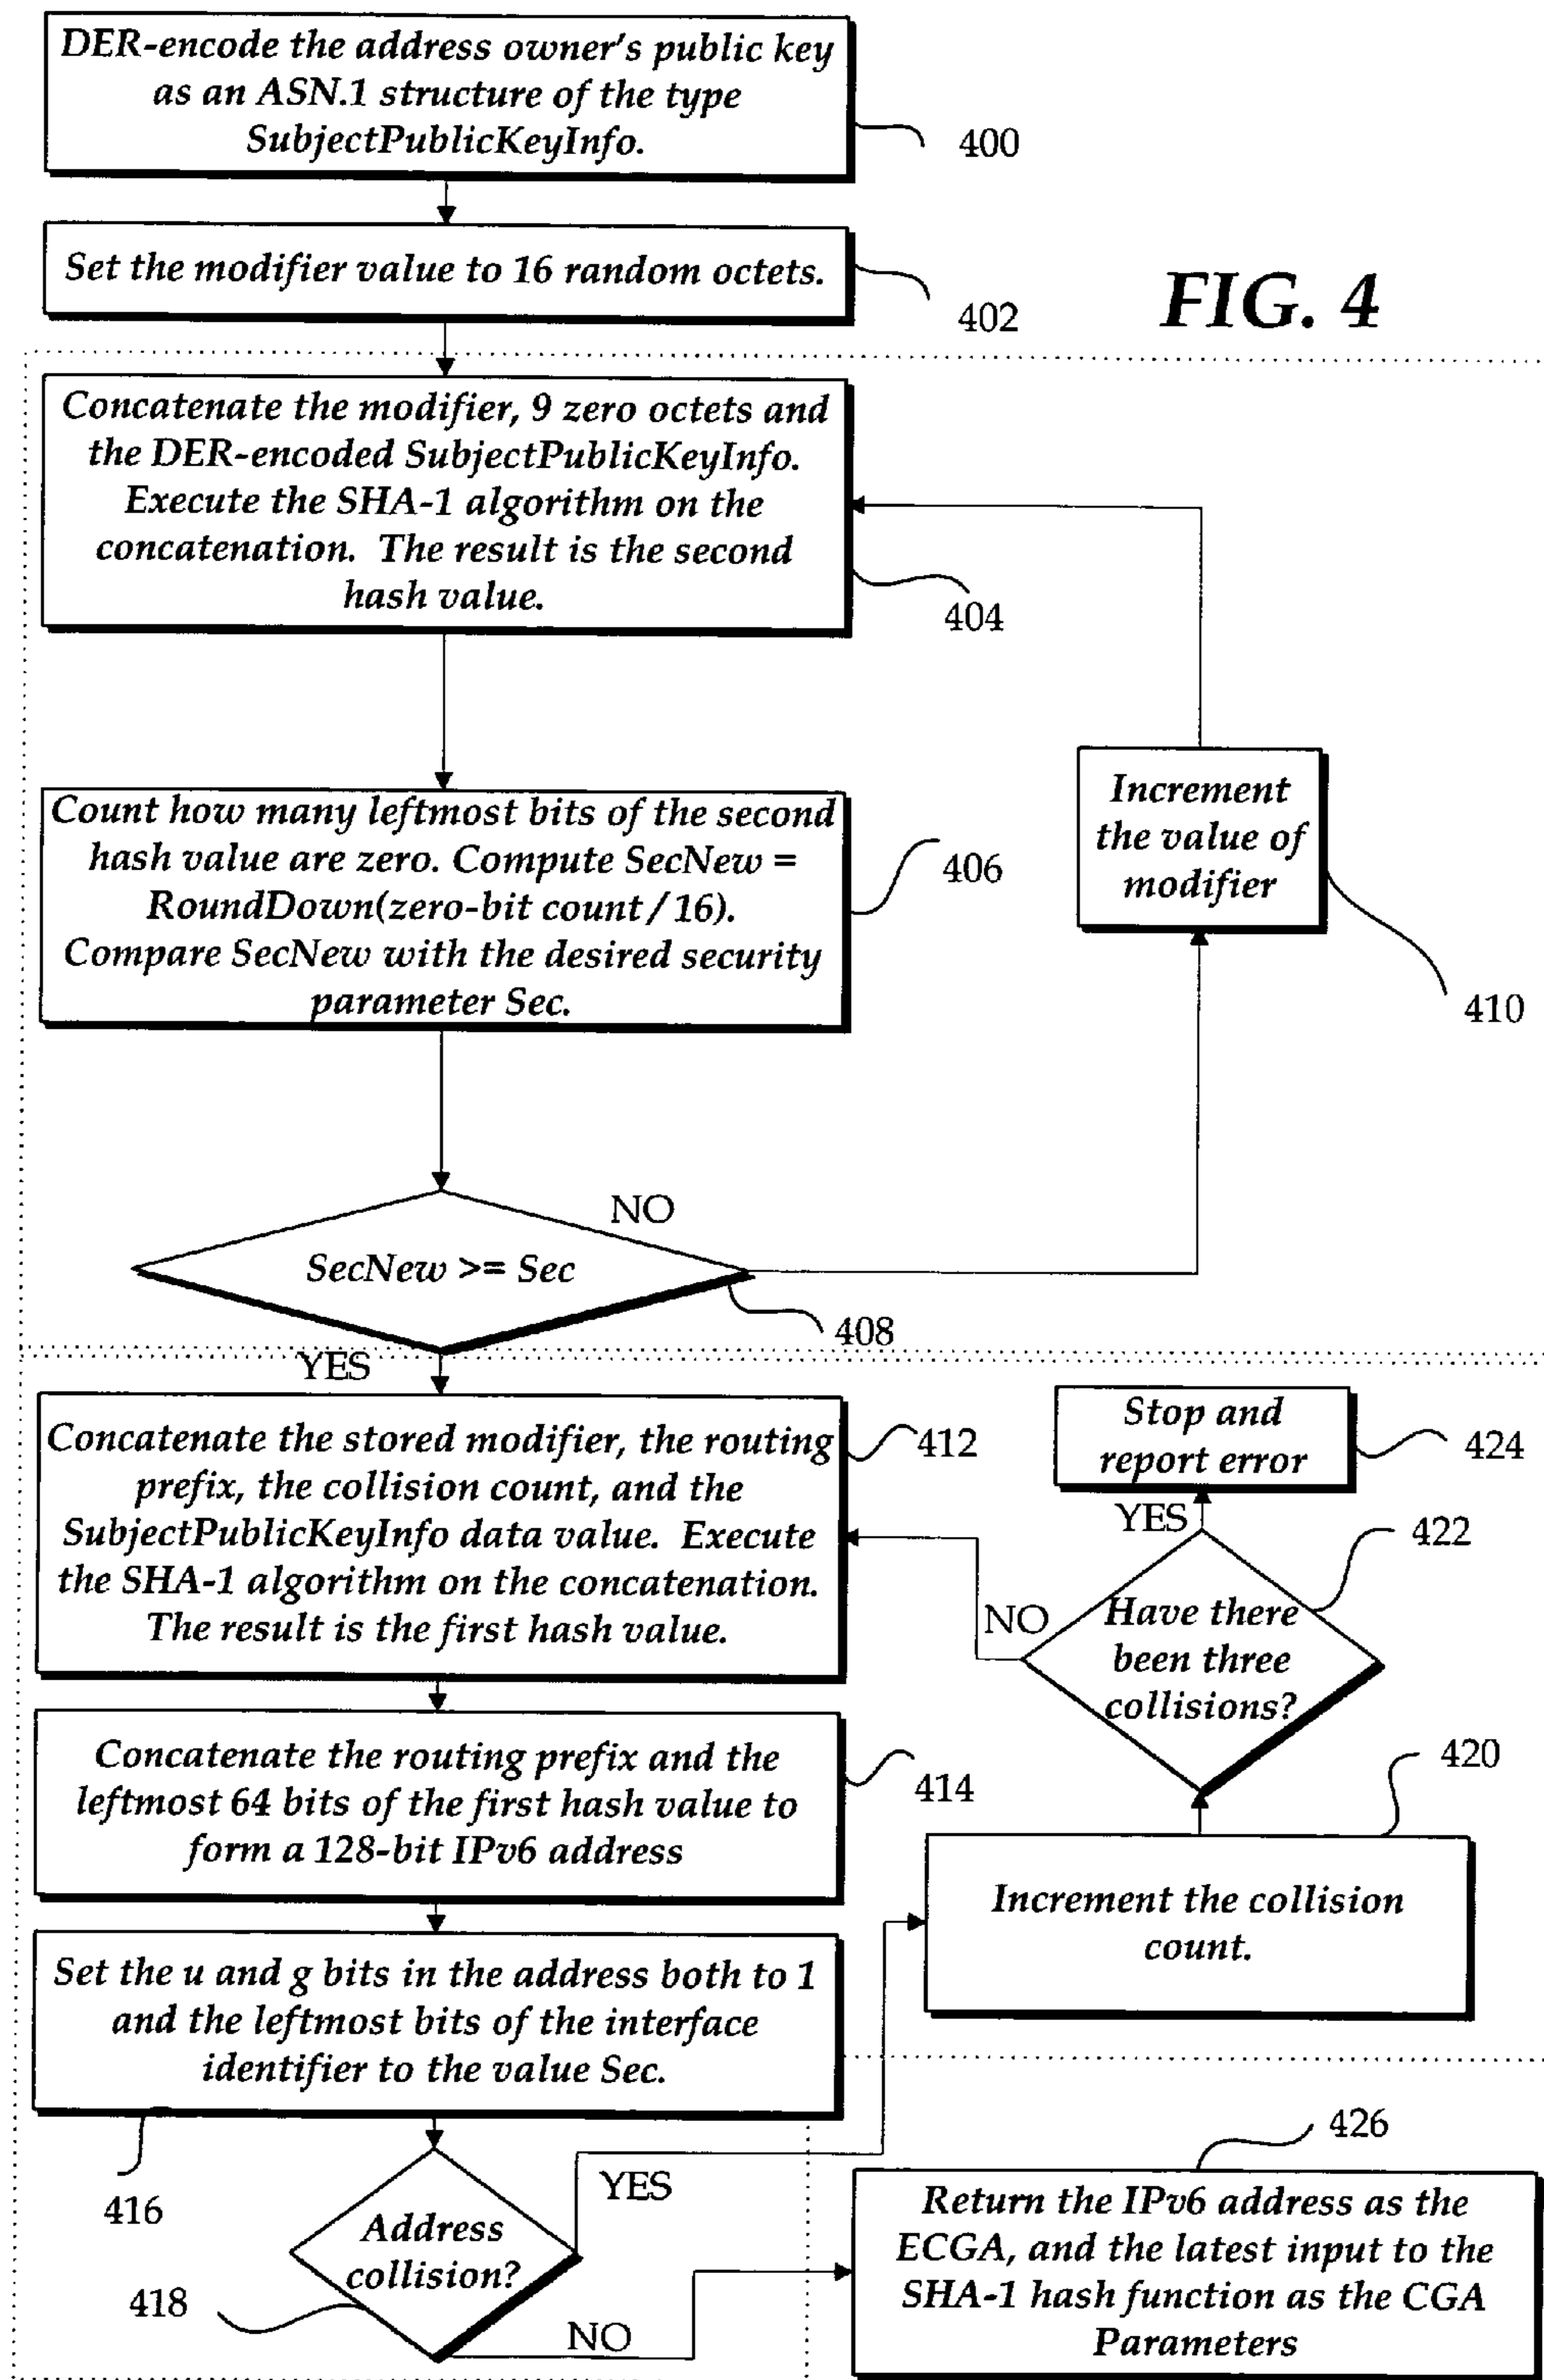 DER-encode the address owner's public key
as an ASN.1 structure of the type
SubjectPublicKeyInfo.
400
Set the modifier value to 16 random octets.
402
FIG. 4
Concatenate the modifier, 9 zero octets and
the DER-encoded SubjectPublicKeyInfo.
Execute the SHA-1 algorithm on the
concatenation. The result is the second
hash value.
404
Count how many leftmost bits of the second
hash value are zero. Compute SecNew =
RoundDown(zero-bit count/16).
Compare SecNew with the desired security
parameter Sec.
406
Increment
the value of
modifier
410
NO
SecNew >= Sec
408
YES
Concatenate the stored modifier, the routing
prefix, the collision count, and the
SubjectPublicKeyInfo data value. Execute
the SHA-1 algorithm on the concatenation.
The result is the first hash value.
412
Stop and
report error
424
YES
422
NO
Have there
been three
collisions?
Concatenate the routing prefix and the
leftmost 64 bits of the first hash value to
form a 128-bit IPv6 address
414
420
Increment the collision
count.
Set the u and g bits in the address both to 1
and the leftmost bits of the interface
identifier to the value Sec.
416
YES
Address
collision?
418
NO
426
Return the IPv6 address as the
ECGA, and the latest input to the
SHA-1 hash function as the CGA
Parameters